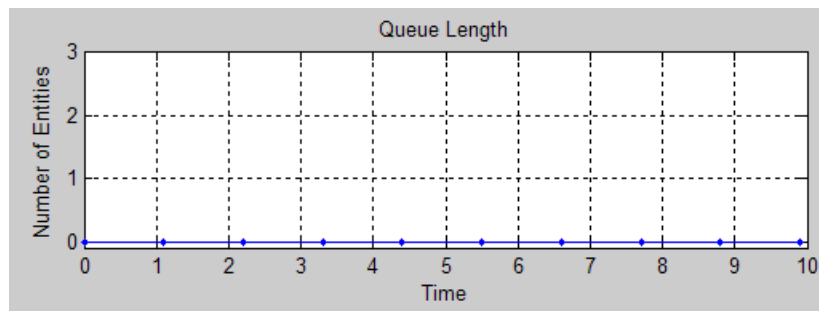 Queue Length
Number of Entities
3
2
1
0
0 1 2 3 4 5 6 7 8 9 10
Time